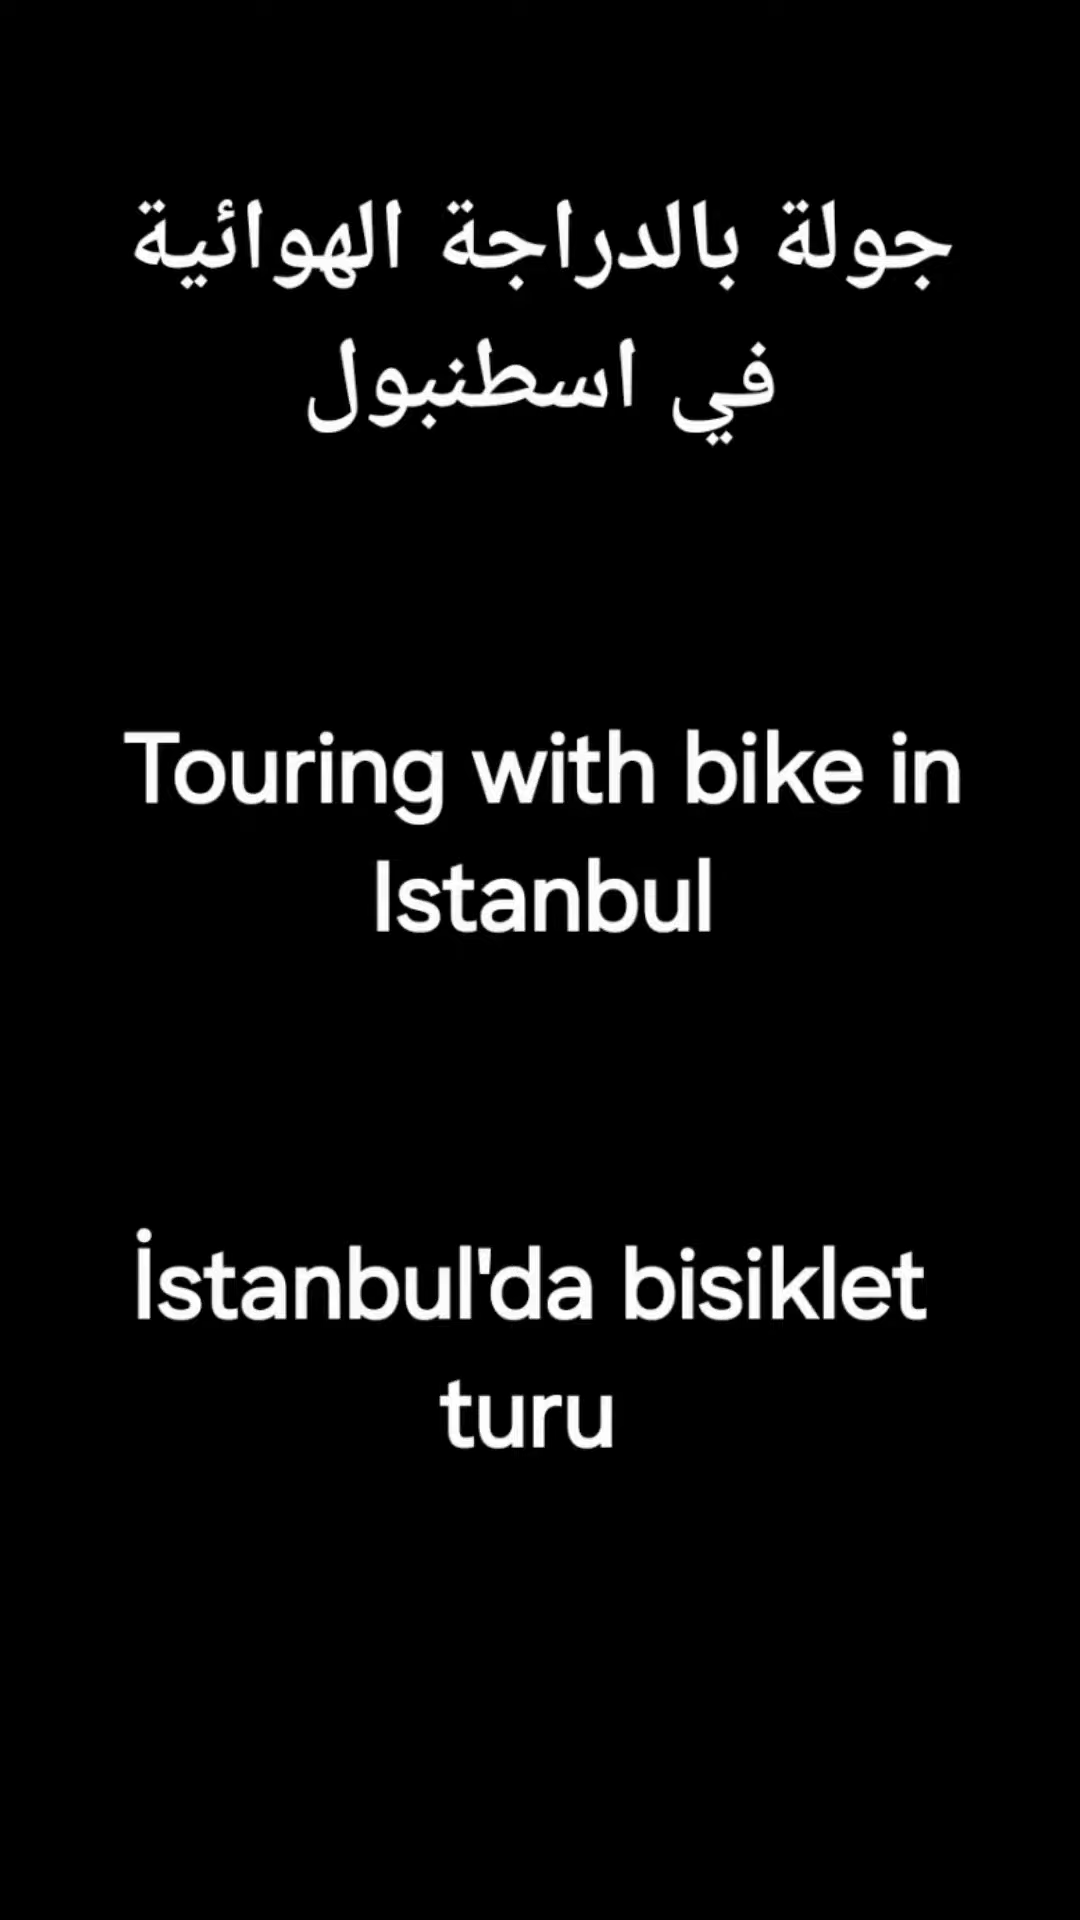 جولة بالدراجة الهوائية
في اسطنبول
Touring with bike in
Istanbul
İstanbul'da bisiklet
turu